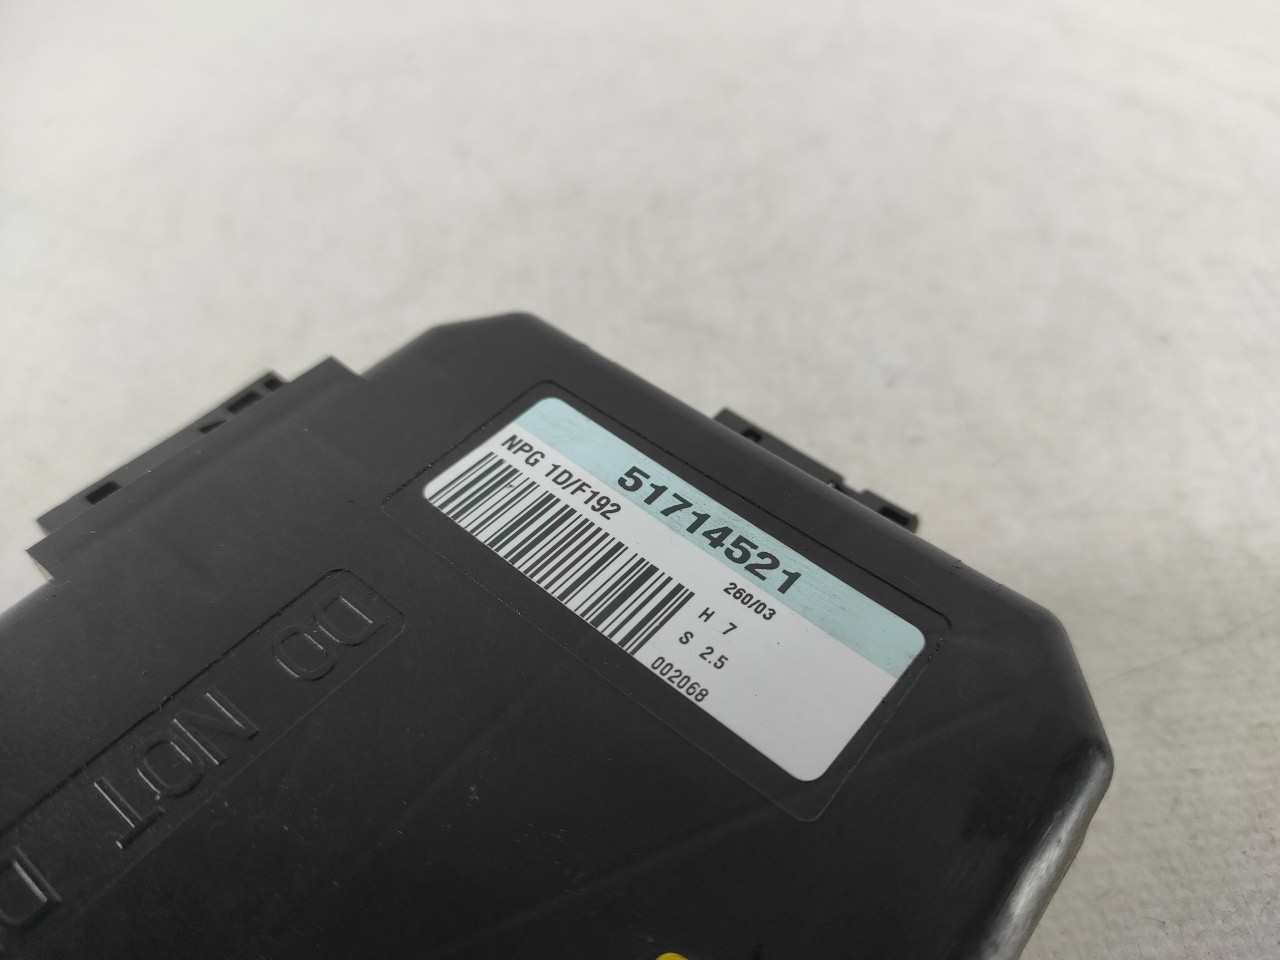 51714521
NPG 1D/F192
260/03
H 7
S 2.5
002068
DO NOT D